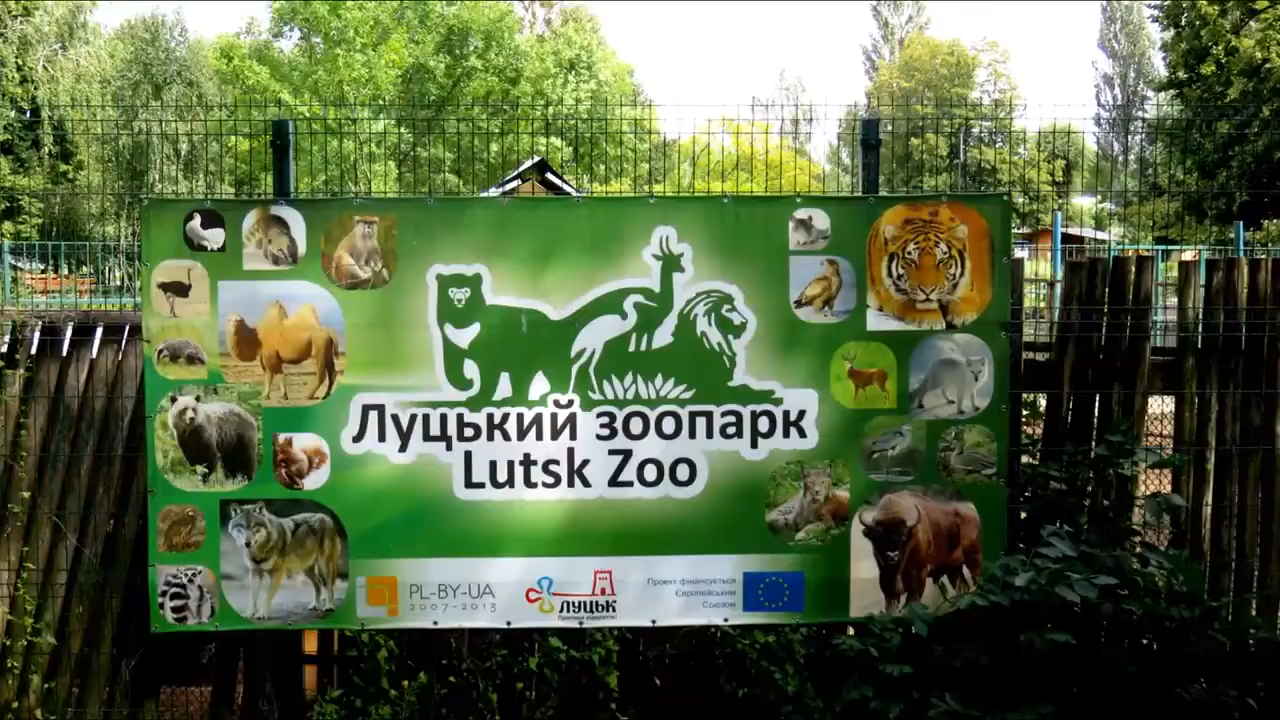 Луцький зоопарк
Lutsk Zoo
PL-BY-UA
2007-2013
ЛУЦЬК
Проект фінансується
Європейським
Союзом